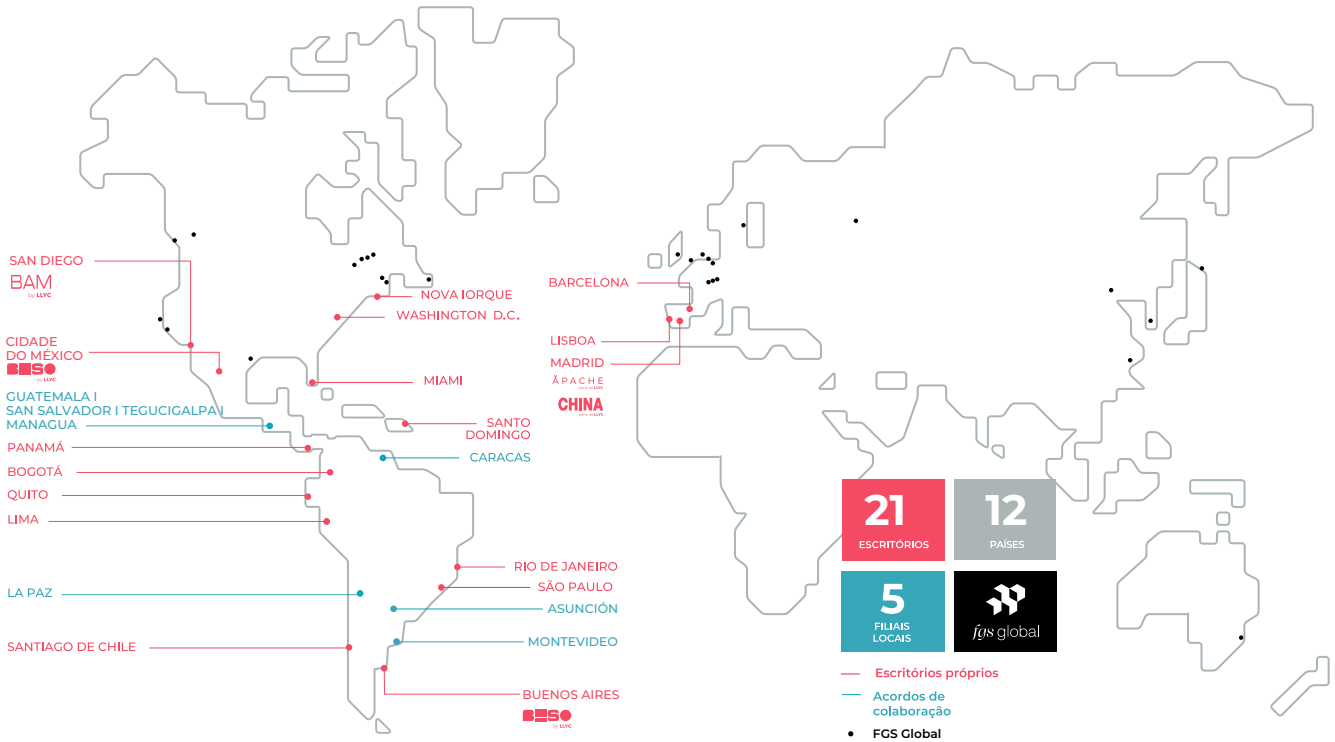 SAN DIEGO
BAM
by LLYC
CIDADE
DO MÉXICO
BESO
by LLYC
GUATEMALA I
SAN SALVADOR I TEGUCIGALPA I
MANAGUA
PANAMÁ
BOGOTÁ
QUITO
LIMA
LA PAZ
SANTIAGO DE CHILE
NOVA IORQUE
WASHINGTON D.C.
MIAMI
SANTO
DOMINGO
CARACAS
RIO DE JANEIRO
SÃO PAULO
ASUNCIÓN
MONTEVIDEO
BUENOS AIRES
BESO
by LLYC
BARCELONA
LISBOA
MADRID
APACHE
CHINA
21
ESCRITÓRIOS
12
PAÍSES
5
FILIAIS
LOCAIS
fgs global
Escritórios próprios
Acordos de
colaboração
FGS Global